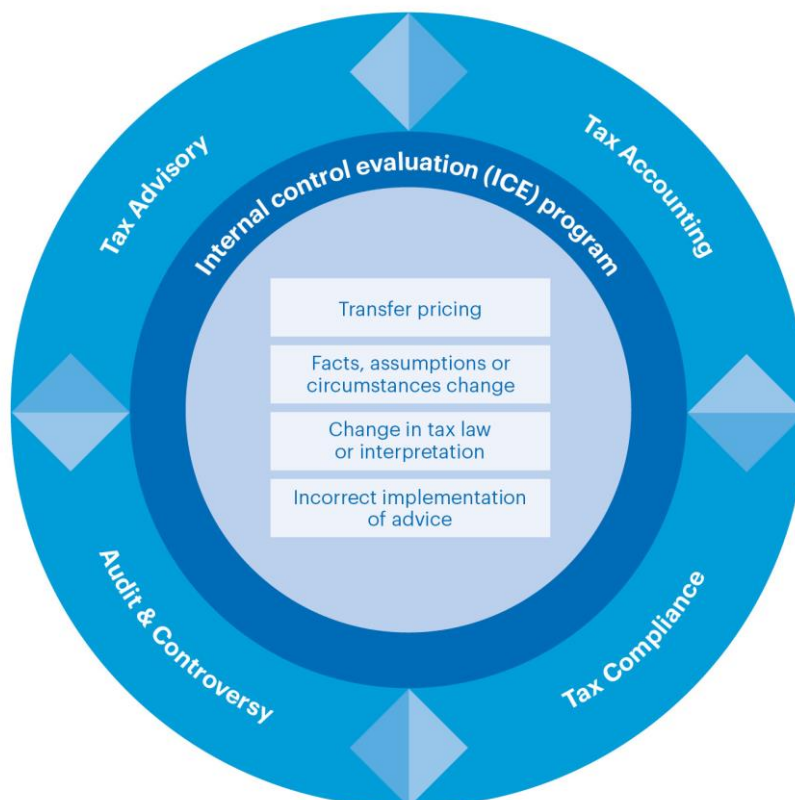 Tax Advisory
Tax Accounting
Internal control evaluation (ICE) program
Transfer pricing
Facts, assumptions or
circumstances change
Change in tax law
or interpretation
Incorrect implementation
of advice
Audit & Controversy
Tax Compliance